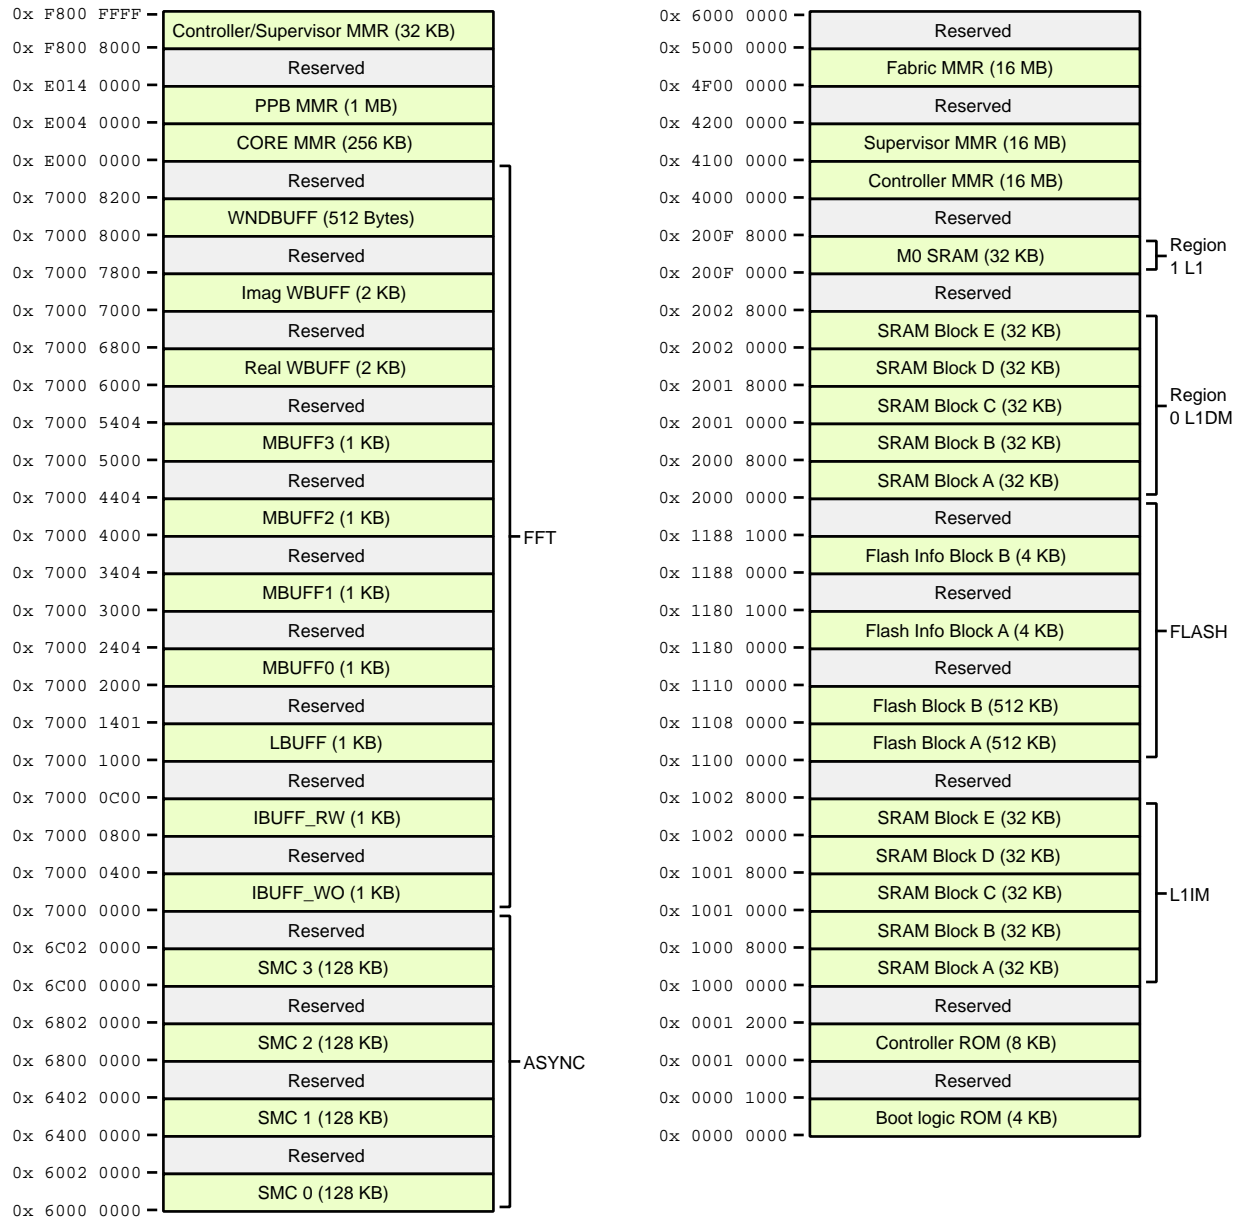 0x F800 FFFF
Controller/Supervisor MMR (32 KB)
0x F800 8000
Reserved
0x E014 0000
PPB MMR (1 MB)
0x E004 0000
CORE MMR (256 KB)
0x E000 0000
Reserved
0x 7000 8200
WNDBUFF (512 Bytes)
0x 7000 8000
Reserved
0x 7000 7800
Imag WBUFF (2 KB)
0x 7000 7000
Reserved
0x 7000 6800
Real WBUFF (2 KB)
0x 7000 6000
Reserved
0x 7000 5404
MBUFF3 (1 KB)
0x 7000 5000
Reserved
0x 7000 4404
MBUFF2 (1 KB)
0x 7000 4000
Reserved
0x 7000 3404
MBUFF1 (1 KB)
0x 7000 3000
Reserved
0x 7000 2404
MBUFF0 (1 KB)
0x 7000 2000
Reserved
0x 7000 1401
LBUFF (1 KB)
0x 7000 1000
Reserved
0x 7000 0C00
IBUFF_RW (1 KB)
0x 7000 0800
Reserved
0x 7000 0400
IBUFF_WO (1 KB)
0x 7000 0000
FFT
Reserved
0x 6C02 0000
SMC 3 (128 KB)
0x 6C00 0000
Reserved
0x 6802 0000
SMC 2 (128 KB)
0x 6800 0000
Reserved
0x 6402 0000
SMC 1 (128 KB)
0x 6400 0000
Reserved
0x 6002 0000
SMC 0 (128 KB)
0x 6000 0000
ASYNC
0x 6000 0000
Reserved
0x 5000 0000
Fabric MMR (16 MB)
0x 4F00 0000
Reserved
0x 4200 0000
Supervisor MMR (16 MB)
0x 4100 0000
Controller MMR (16 MB)
0x 4000 0000
Reserved
0x 200F 8000
M0 SRAM (32 KB)
0x 200F 0000
Region
1 L1
Reserved
0x 2002 8000
SRAM Block E (32 KB)
0x 2002 0000
SRAM Block D (32 KB)
0x 2001 8000
SRAM Block C (32 KB)
0x 2001 0000
SRAM Block B (32 KB)
0x 2000 8000
SRAM Block A (32 KB)
0x 2000 0000
Region
0 L1DM
Reserved
0x 1188 1000
Flash Info Block B (4 KB)
0x 1188 0000
Reserved
0x 1180 1000
Flash Info Block A (4 KB)
0x 1180 0000
Reserved
0x 1110 0000
Flash Block B (512 KB)
0x 1108 0000
Flash Block A (512 KB)
0x 1100 0000
FLASH
Reserved
0x 1002 8000
SRAM Block E (32 KB)
0x 1002 0000
SRAM Block D (32 KB)
0x 1001 8000
SRAM Block C (32 KB)
0x 1001 0000
SRAM Block B (32 KB)
0x 1000 8000
SRAM Block A (32 KB)
0x 1000 0000
L1IM
Reserved
0x 0001 2000
Controller ROM (8 KB)
0x 0001 0000
Reserved
0x 0000 1000
Boot logic ROM (4 KB)
0x 0000 0000